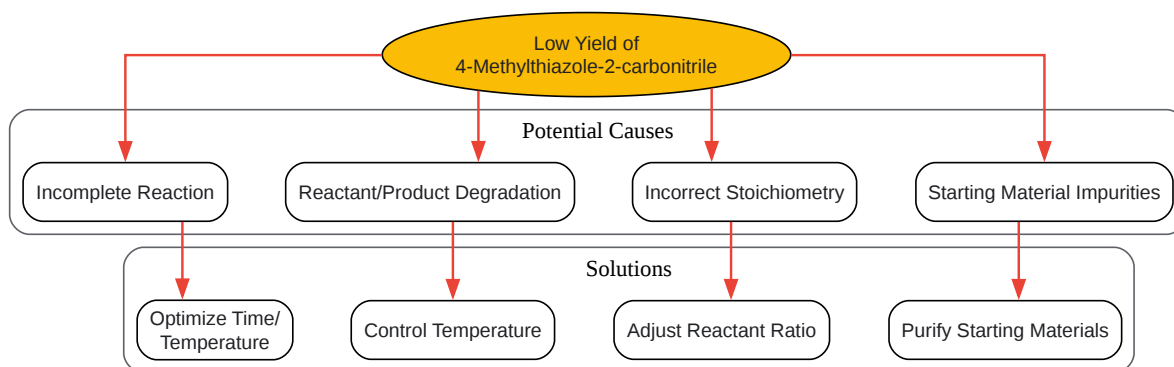 Low Yield of
4-Methylthiazole-2-carbonitrile
Potential Causes
Incomplete Reaction
Reactant/Product Degradation
Incorrect Stoichiometry
Starting Material Impurities
Solutions
Optimize Time/
Temperature
Control Temperature
Adjust Reactant Ratio
Purify Starting Materials